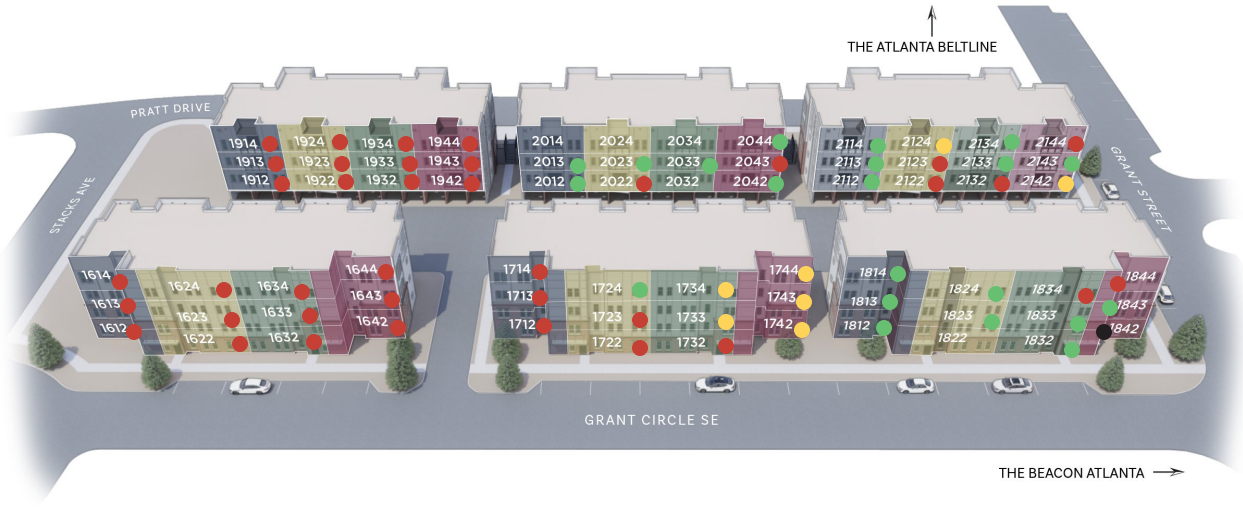 THE ATLANTA BELTLINE
PRATT DRIVE
STACKS AVE
GRANT STREET
1914 1924 1934 1944
1913 1923 1933 1943
1912 1922 1932 1942
2014 2024 2034 2044
2013 2023 2033 2043
2012 2022 2032 2042
2114 2124 2134 2144
2113 2123 2133 2143
2112 2122 2132 2142
1614 1624 1634 1644
1613 1623 1633 1643
1612 1622 1632 1642
1714 1724 1734 1744
1713 1723 1733 1743
1712 1722 1732 1742
1814 1824 1834 1844
1813 1823 1833 1843
1812 1822 1832 1842
GRANT CIRCLE SE
THE BEACON ATLANTA